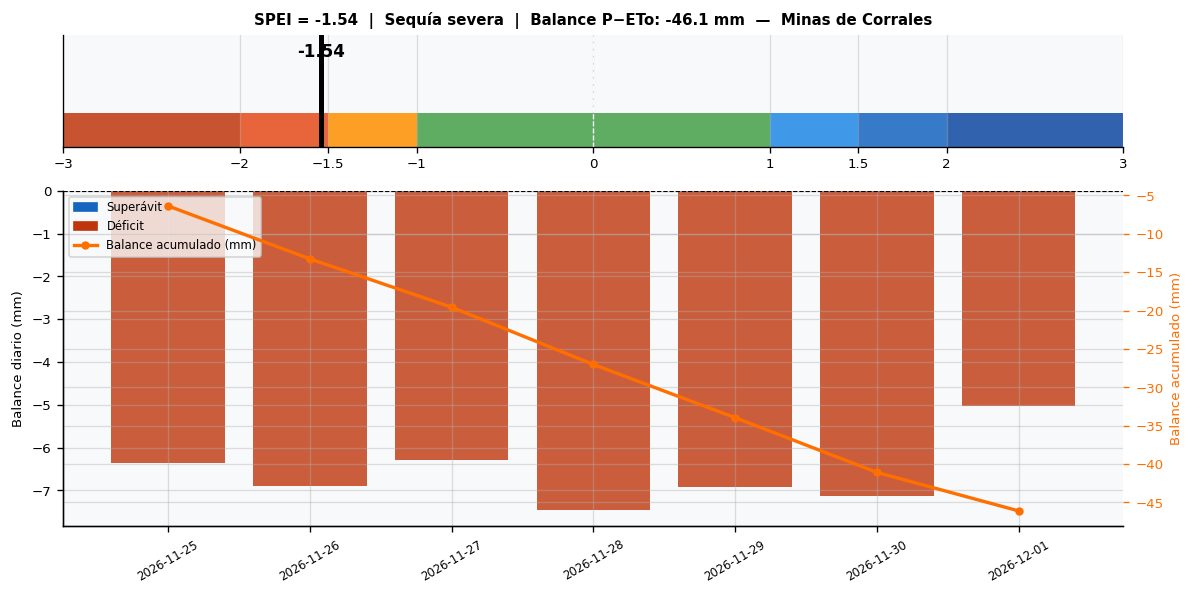 SPEI = -1.54 | Sequía severa | Balance P−ETo: -46.1 mm — Minas de Corrales
-1.54
−3 −2 −1.5 −1 0 1 1.5 2 3
Superávit
Déficit
Balance acumulado (mm)
Balance diario (mm)
0
−1
−2
−3
−4
−5
−6
−7
−5
−10
−15
−20
−25
−30
−35
−40
−45
Balance acumulado (mm)
2026-11-25 2026-11-26 2026-11-27 2026-11-28 2026-11-29 2026-11-30 2026-12-01